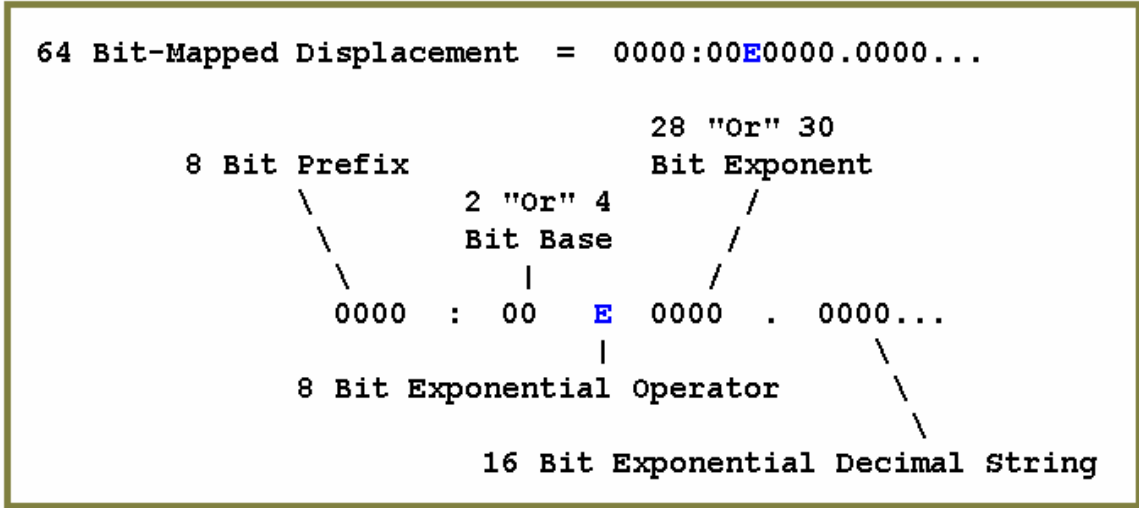 64 Bit-Mapped Displacement = 0000:00E0000.0000...
28 "Or" 30
8 Bit Prefix Bit Exponent
2 "Or" 4
Bit Base
0000 : 00 E 0000 . 0000...
8 Bit Exponential Operator
16 Bit Exponential Decimal String